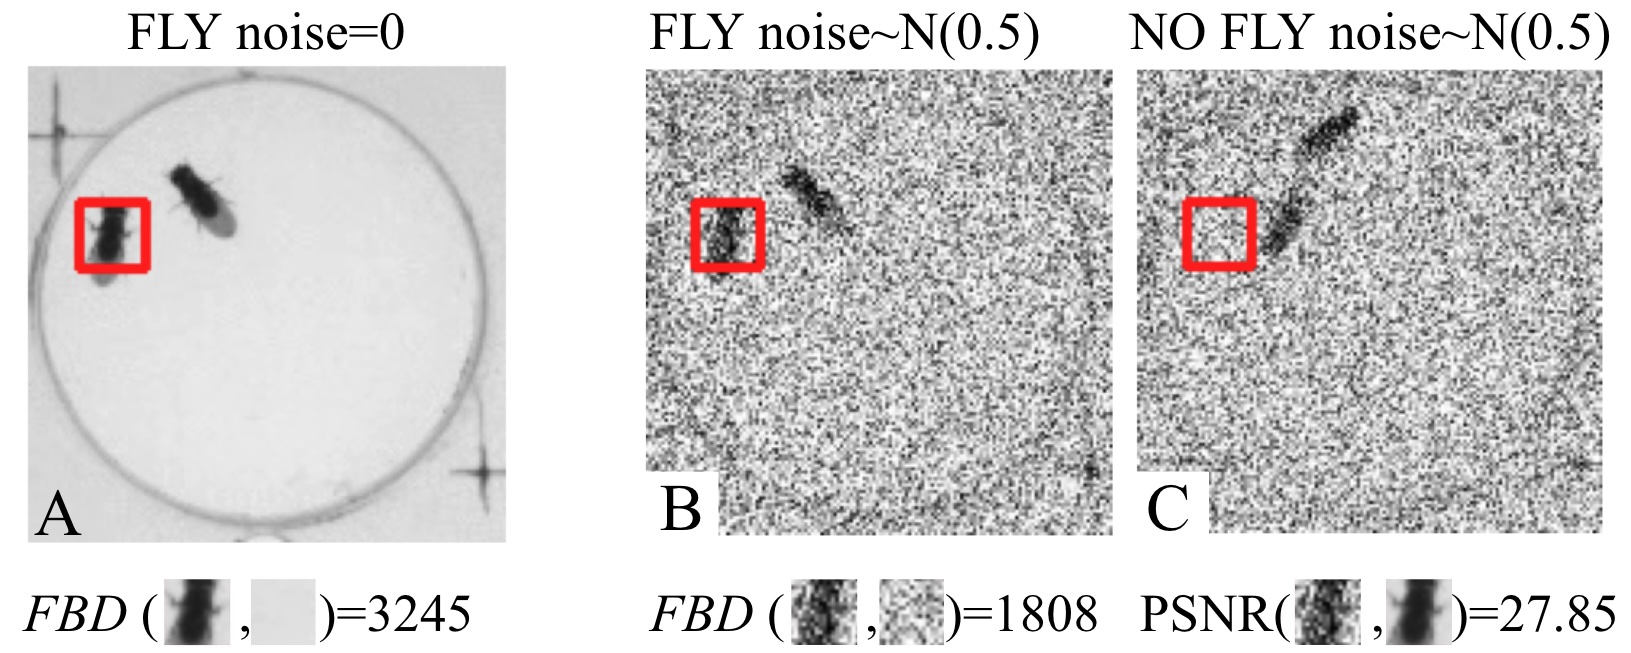 FLY noise=0
FLY noise~N(0.5)
NO FLY noise~N(0.5)
A
B
C
FBD ( , )=3245
FBD ( , )=1808
PSNR( , )=27.85